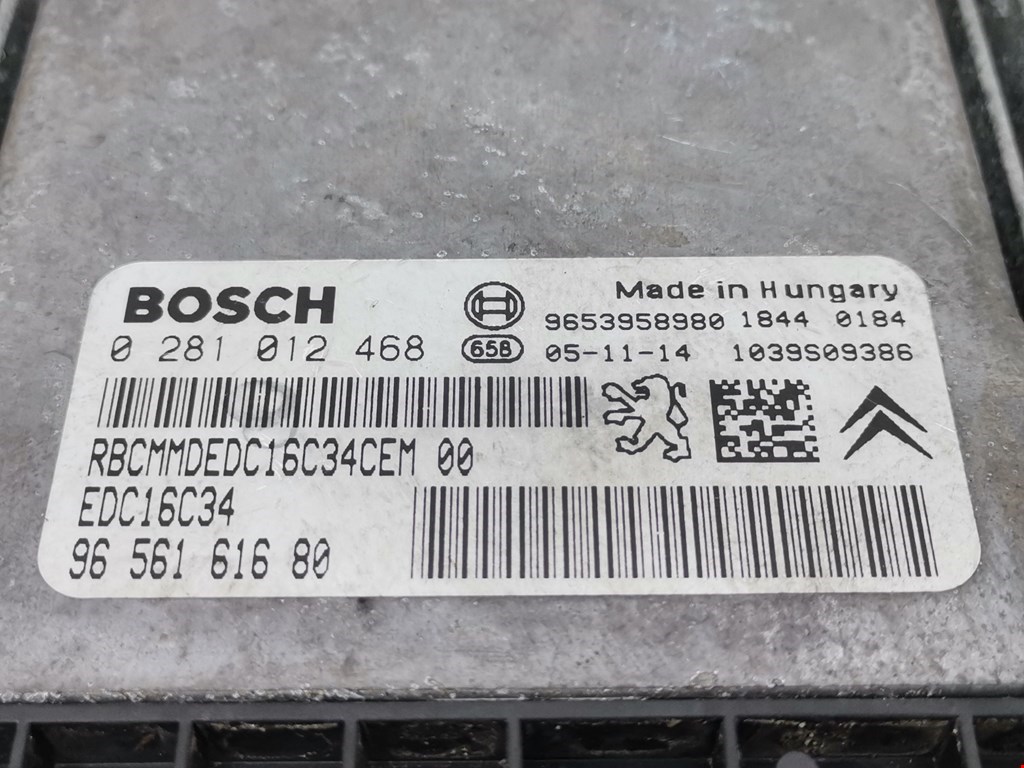 BOSCH
Made in Hungary
0 281 012 468
658
9653958980 1844 0184
05-11-14 1039S09386
RBCMMDEDC16C34CEM 00
EDC16C34
96 561 616 80